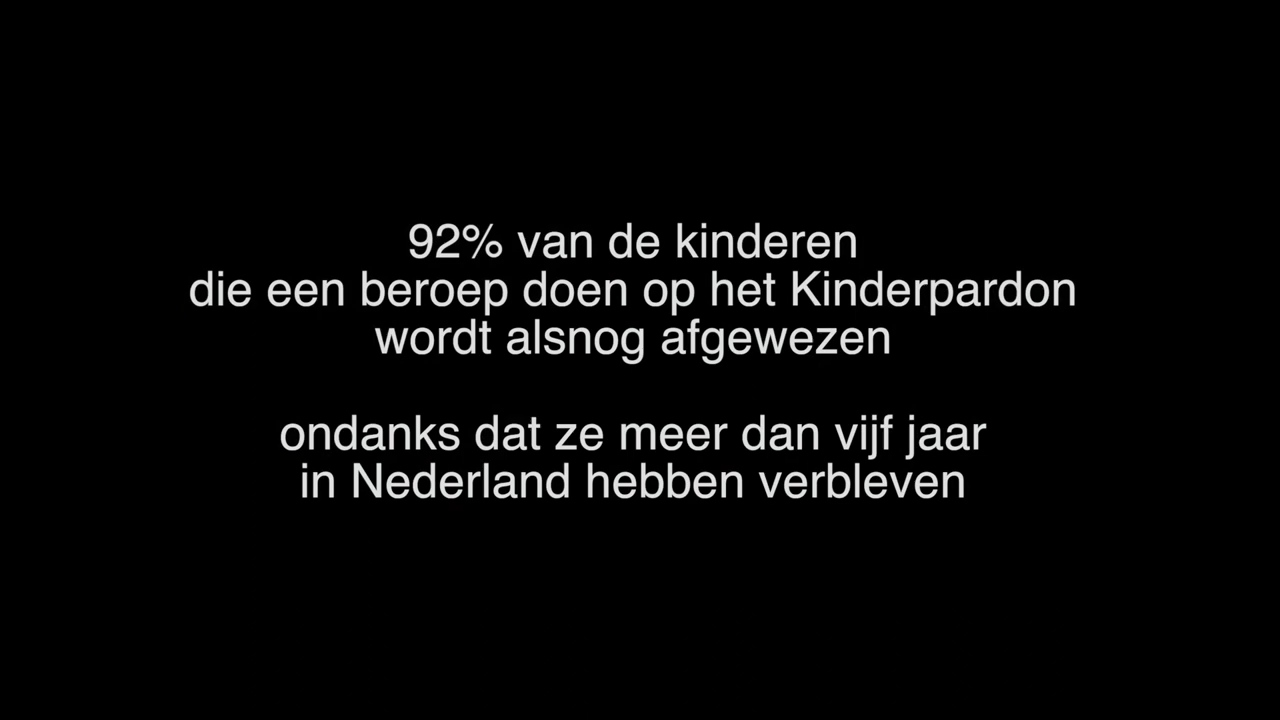 92% van de kinderen
die een beroep doen op het Kinderpardon
wordt alsnog afgewezen
ondanks dat ze meer dan vijf jaar
in Nederland hebben verbleven